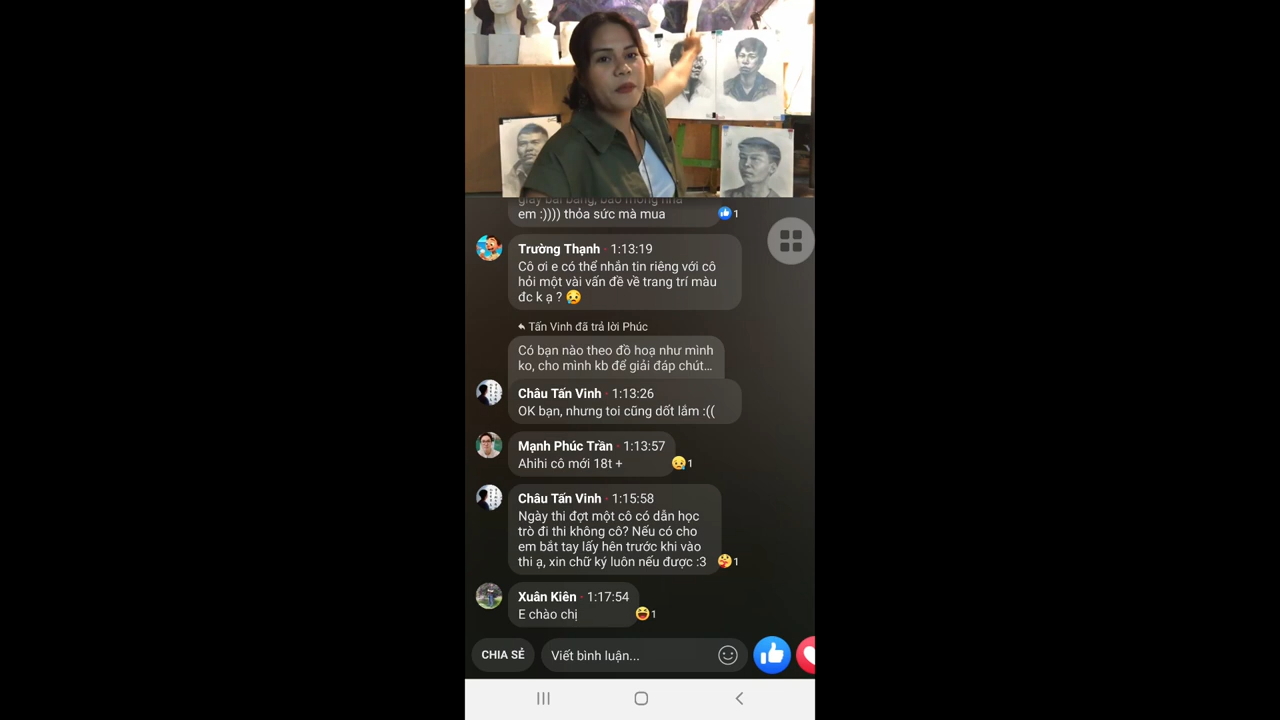 em :)))) thỏa sức mà mua
1
Trường Thạnh · 1:13:19
Cô ơi e có thể nhắn tin riêng với cô
hỏi một vài vấn đề về trang trí màu
đc k ạ ? 😥
Tấn Vinh đã trả lời Phúc
Có bạn nào theo đồ hoạ như mình
ko, cho mình kb để giải đáp chút...
Châu Tấn Vinh · 1:13:26
OK bạn, nhưng toi cũng dốt lắm :((
Mạnh Phúc Trần · 1:13:57
Ahihi cô mới 18t +
1
Châu Tấn Vinh · 1:15:58
Ngày thi đợt một cô có dẫn học
trò đi thi không cô? Nếu có cho
em bắt tay lấy hên trước khi vào
thi ạ, xin chữ ký luôn nếu được :3
1
Xuân Kiên · 1:17:54
E chào chị
1
CHIA SẺ
Viết bình luận...